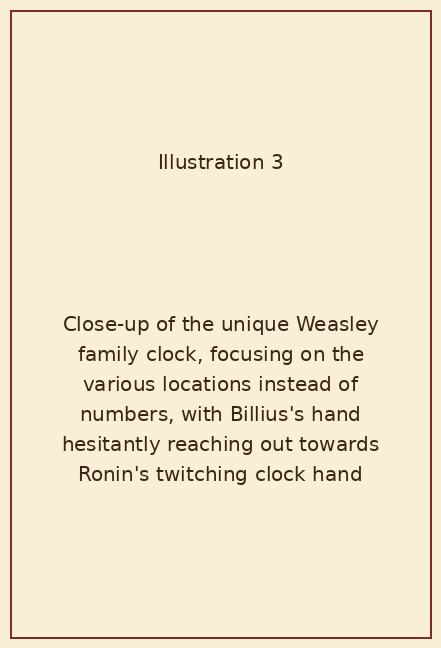 Illustration 3
Close-up of the unique Weasley
family clock, focusing on the
various locations instead of
numbers, with Billius's hand
hesitantly reaching out towards
Ronin's twitching clock hand